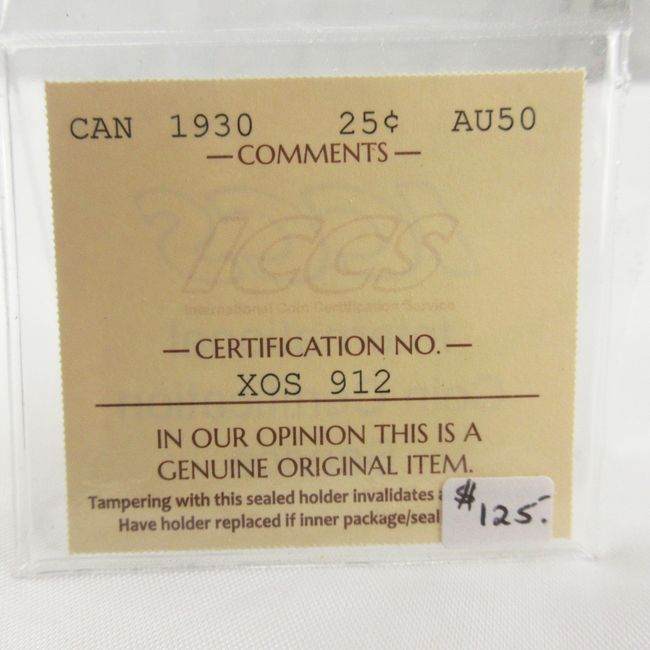 CAN 1930 25¢ AU50
— COMMENTS —
ICCS
International Coin Certification Service
— CERTIFICATION NO. —
XOS 912
IN OUR OPINION THIS IS A
GENUINE ORIGINAL ITEM.
Tampering with this sealed holder invalidates
Have holder replaced if inner package/seal
$125.-